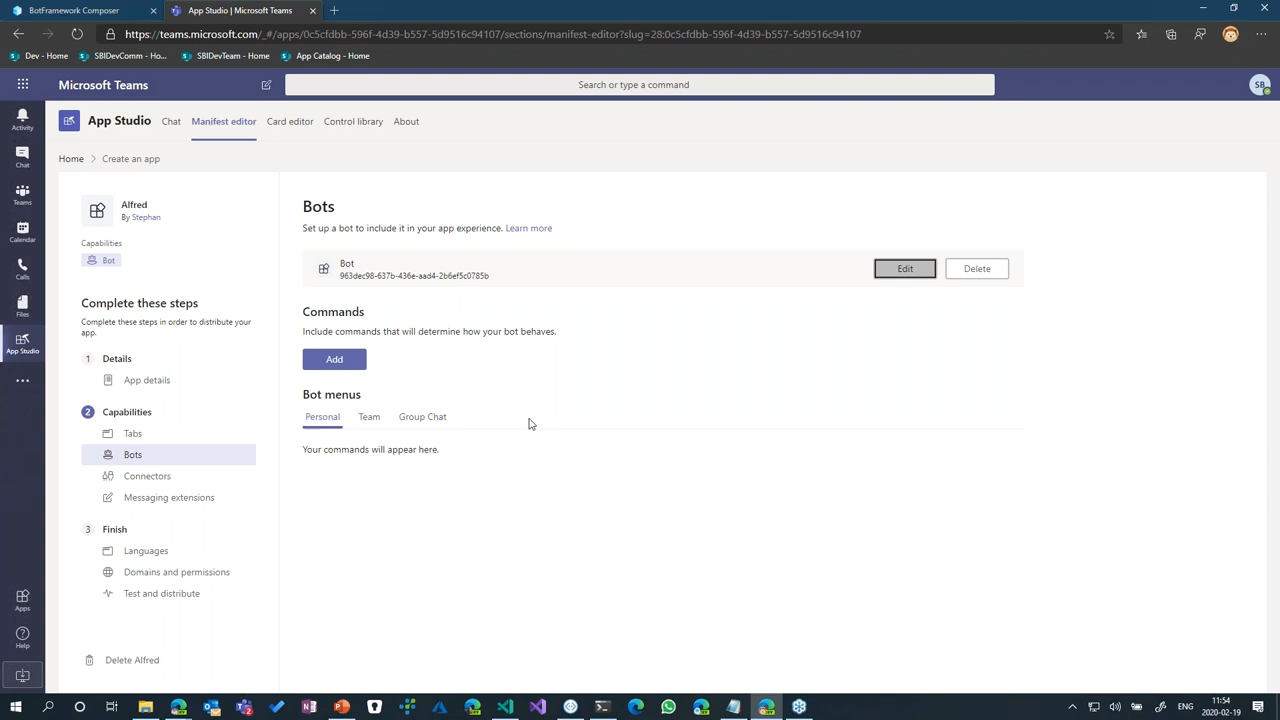 BotFramework Composer
App Studio | Microsoft Teams
https://teams.microsoft.com/_#/apps/0c5cfdbb-596f-4d39-b557-5d9516c94107/sections/manifest-editor?slug=28:0c5cfdbb-596f-4d39-b557-5d9516c94107
Dev - Home
SBIDevComm - Ho...
SBIDevTeam - Home
App Catalog - Home
Microsoft Teams
Search or type a command
SB
Activity
Chat
Teams
Calendar
Calls
Files
App Studio
Apps
Help
App Studio
Chat
Manifest editor
Card editor
Control library
About
Home
Create an app
Alfred
By Stephan
Capabilities
Bot
Complete these steps
Complete these steps in order to distribute your
app.
1 Details
App details
2 Capabilities
Tabs
Bots
Connectors
Messaging extensions
3 Finish
Languages
Domains and permissions
Test and distribute
Delete Alfred
Bots
Set up a bot to include it in your app experience. Learn more
Bot
963dec98-637b-436e-aad4-2b6ef5c0785b
Edit
Delete
Commands
Include commands that will determine how your bot behaves.
Add
Bot menus
Personal
Team
Group Chat
Your commands will appear here.
ENG
11:54
2020-02-19